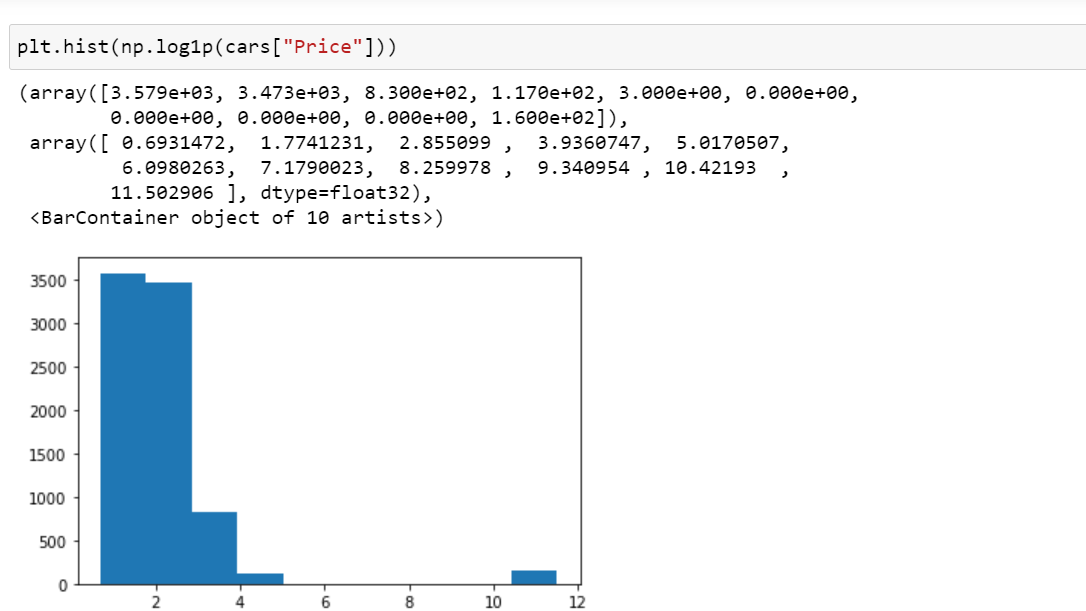 plt.hist(np.log1p(cars["Price"]))
(array([3.579e+03, 3.473e+03, 8.300e+02, 1.170e+02, 3.000e+00, 0.000e+00,
0.000e+00, 0.000e+00, 0.000e+00, 1.600e+02]),
array([ 0.6931472,  1.7741231,  2.855099 ,  3.9360747,  5.0170507,
6.0980263,  7.1790023,  8.259978 ,  9.340954 , 10.42193  ,
11.502906 ], dtype=float32),
<BarContainer object of 10 artists>)
3500
3000
2500
2000
1500
1000
500
0
2 4 6 8 10 12